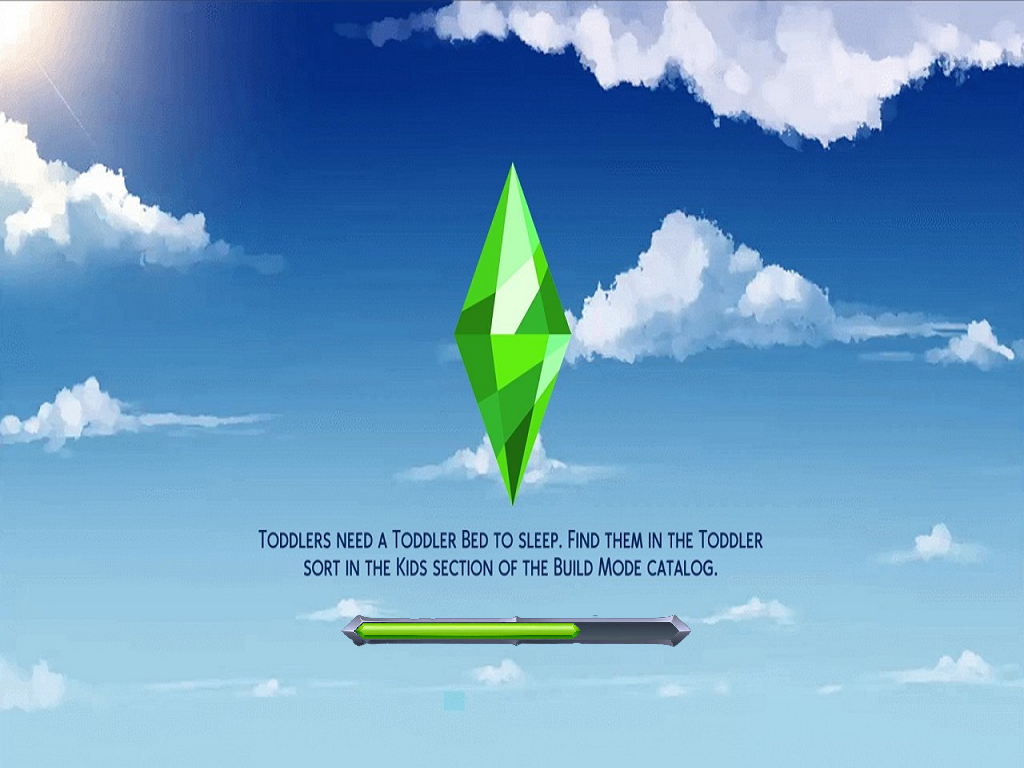 Toddlers need a Toddler Bed to sleep. Find them in the Toddler
sort in the Kids section of the Build Mode catalog.